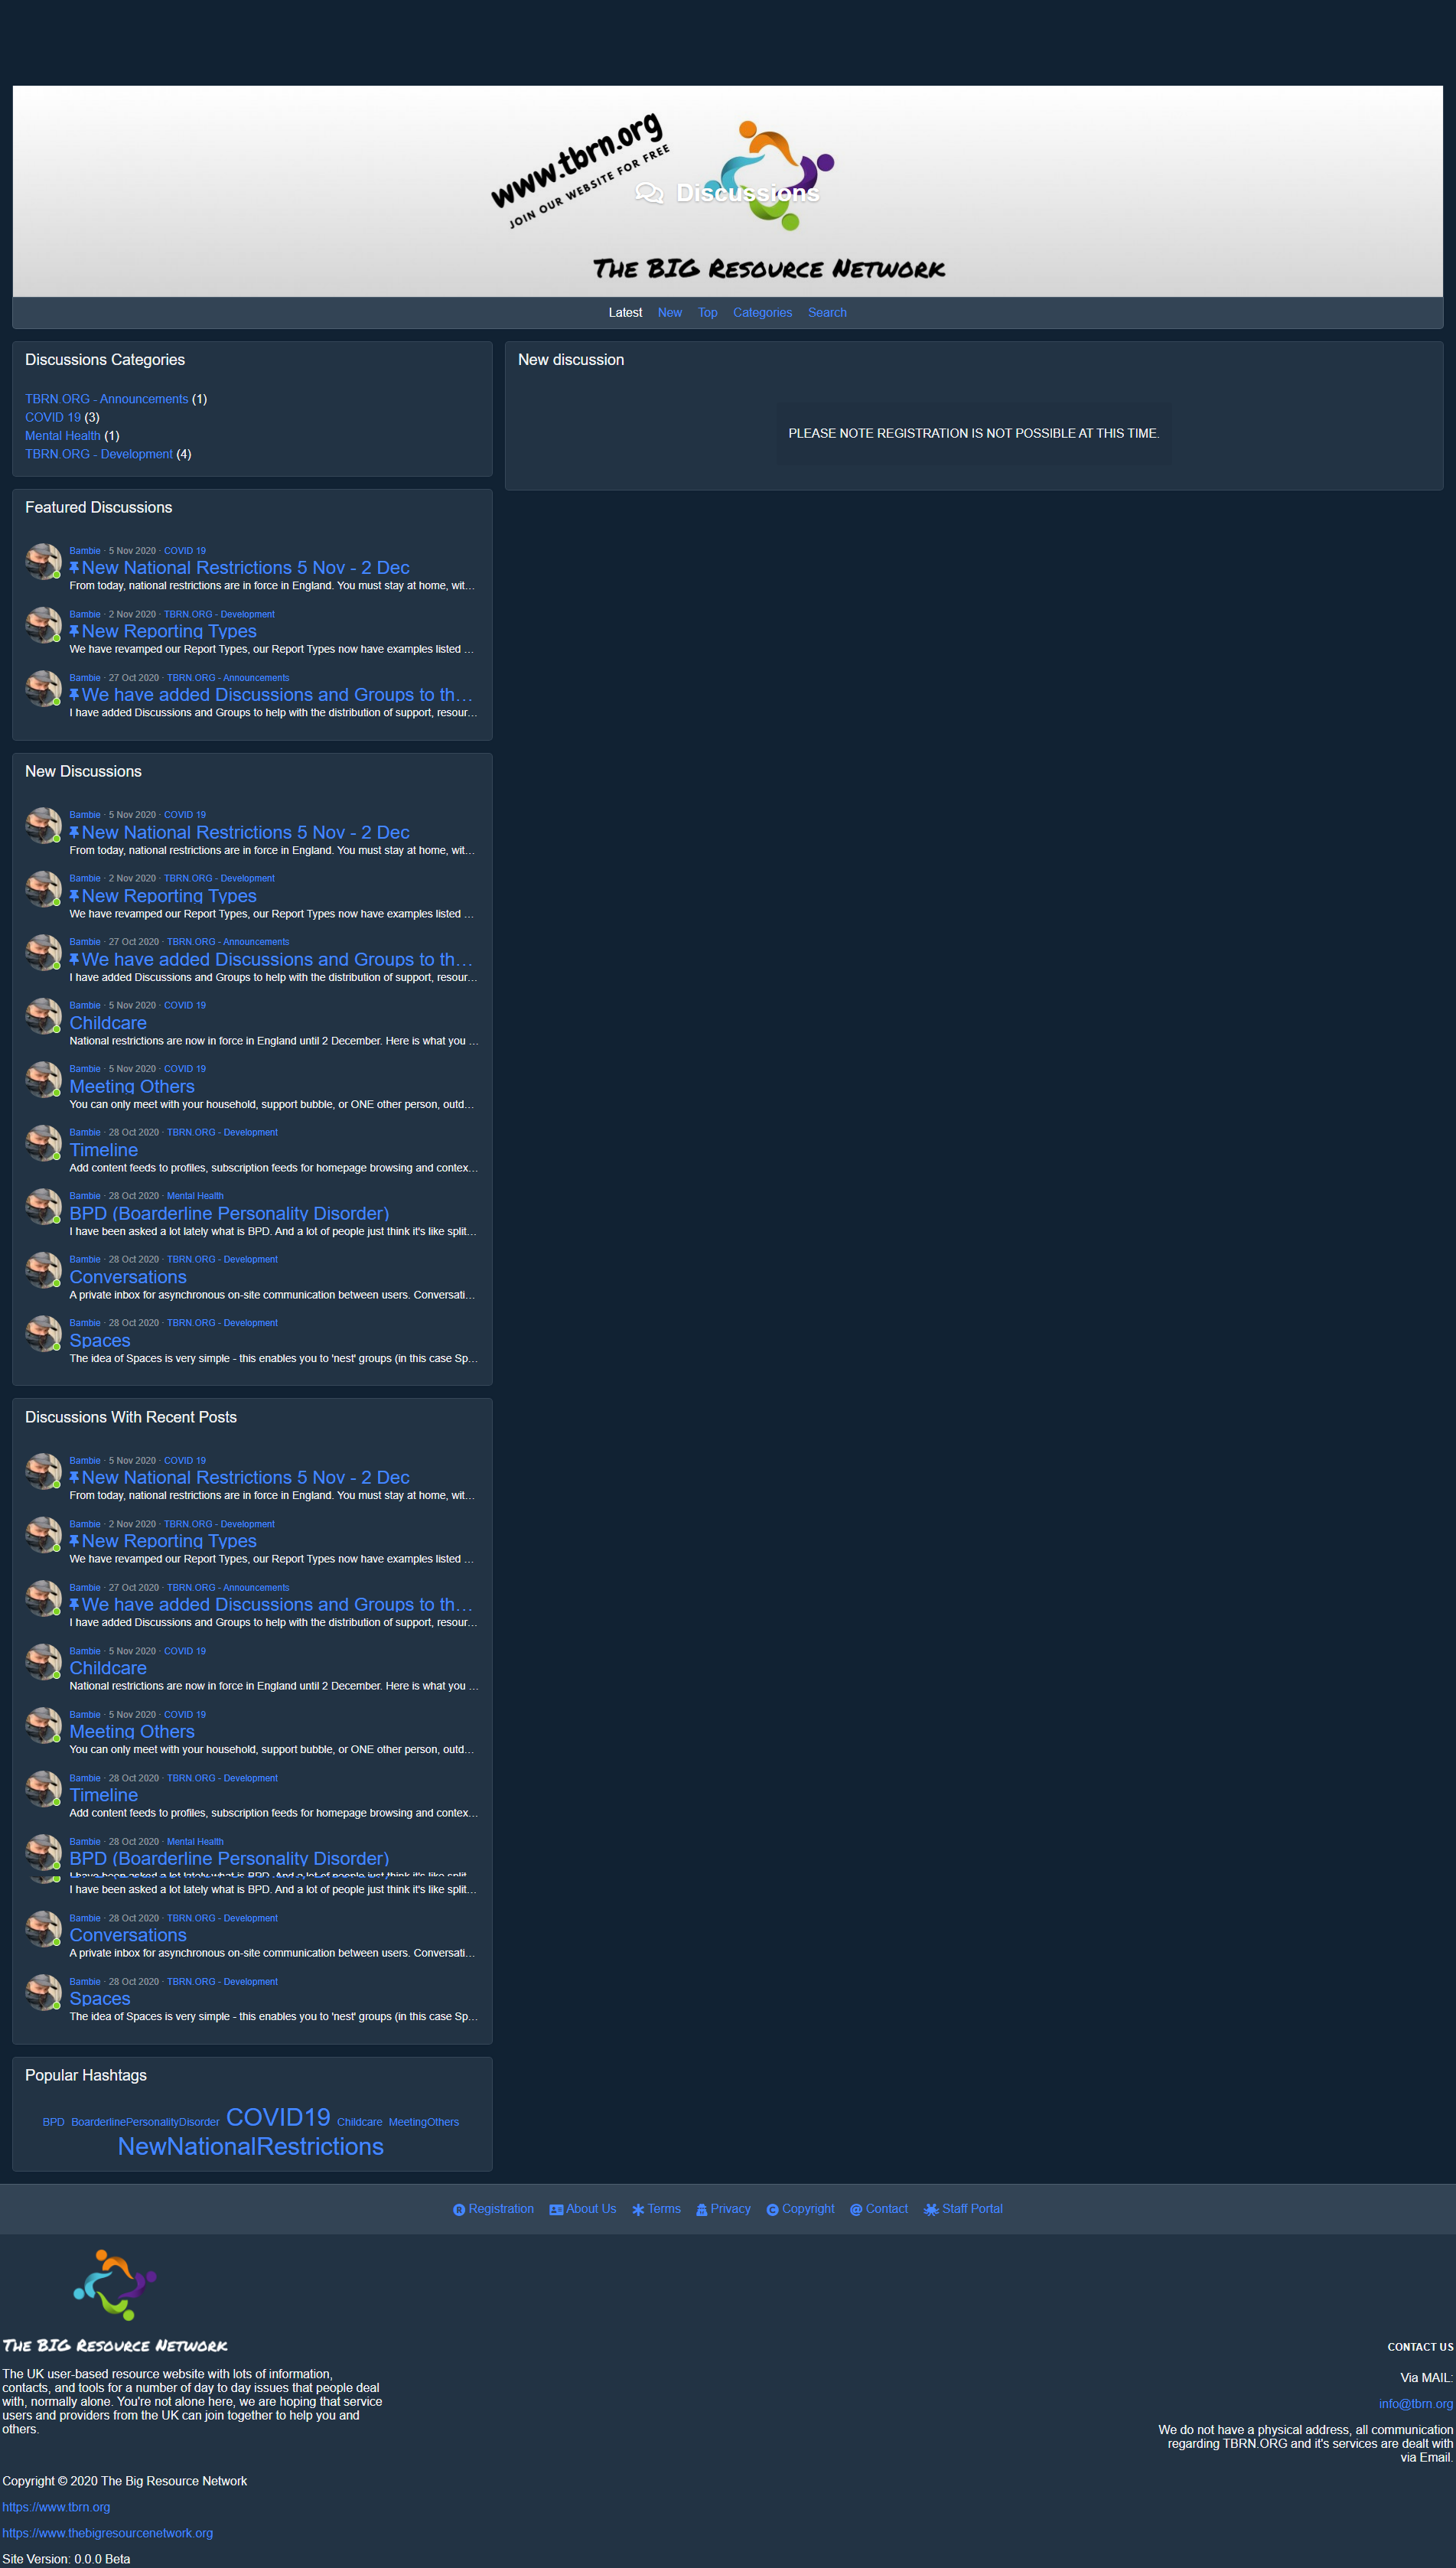 www.tbrn.org
JOIN OUR WEBSITE FOR FREE
Discussions
The BIG Resource Network
Latest New Top Categories Search
Discussions Categories
TBRN.ORG - Announcements (1)
COVID 19 (3)
Mental Health (1)
TBRN.ORG - Development (4)
New discussion
PLEASE NOTE REGISTRATION IS NOT POSSIBLE AT THIS TIME.
Featured Discussions
Bambie · 5 Nov 2020 · COVID 19
New National Restrictions 5 Nov - 2 Dec
From today, national restrictions are in force in England. You must stay at home, wit…
Bambie · 2 Nov 2020 · TBRN.ORG - Development
New Reporting Types
We have revamped our Report Types, our Report Types now have examples listed …
Bambie · 27 Oct 2020 · TBRN.ORG - Announcements
We have added Discussions and Groups to th…
I have added Discussions and Groups to help with the distribution of support, resour…
New Discussions
Bambie · 5 Nov 2020 · COVID 19
New National Restrictions 5 Nov - 2 Dec
From today, national restrictions are in force in England. You must stay at home, wit…
Bambie · 2 Nov 2020 · TBRN.ORG - Development
New Reporting Types
We have revamped our Report Types, our Report Types now have examples listed …
Bambie · 27 Oct 2020 · TBRN.ORG - Announcements
We have added Discussions and Groups to th…
I have added Discussions and Groups to help with the distribution of support, resour…
Bambie · 5 Nov 2020 · COVID 19
Childcare
National restrictions are now in force in England until 2 December. Here is what you …
Bambie · 5 Nov 2020 · COVID 19
Meeting Others
You can only meet with your household, support bubble, or ONE other person, outd…
Bambie · 28 Oct 2020 · TBRN.ORG - Development
Timeline
Add content feeds to profiles, subscription feeds for homepage browsing and contex…
Bambie · 28 Oct 2020 · Mental Health
BPD (Boarderline Personality Disorder)
I have been asked a lot lately what is BPD. And a lot of people just think it's like split…
Bambie · 28 Oct 2020 · TBRN.ORG - Development
Conversations
A private inbox for asynchronous on-site communication between users. Conversati…
Bambie · 28 Oct 2020 · TBRN.ORG - Development
Spaces
The idea of Spaces is very simple - this enables you to 'nest' groups (in this case Sp…
Discussions With Recent Posts
Bambie · 5 Nov 2020 · COVID 19
New National Restrictions 5 Nov - 2 Dec
From today, national restrictions are in force in England. You must stay at home, wit…
Bambie · 2 Nov 2020 · TBRN.ORG - Development
New Reporting Types
We have revamped our Report Types, our Report Types now have examples listed …
Bambie · 27 Oct 2020 · TBRN.ORG - Announcements
We have added Discussions and Groups to th…
I have added Discussions and Groups to help with the distribution of support, resour…
Bambie · 5 Nov 2020 · COVID 19
Childcare
National restrictions are now in force in England until 2 December. Here is what you …
Bambie · 5 Nov 2020 · COVID 19
Meeting Others
You can only meet with your household, support bubble, or ONE other person, outd…
Bambie · 28 Oct 2020 · TBRN.ORG - Development
Timeline
Add content feeds to profiles, subscription feeds for homepage browsing and contex…
Bambie · 28 Oct 2020 · Mental Health
BPD (Boarderline Personality Disorder)
I have been asked a lot lately what is BPD. And a lot of people just think it's like split…
Bambie · 28 Oct 2020 · TBRN.ORG - Development
Conversations
A private inbox for asynchronous on-site communication between users. Conversati…
Bambie · 28 Oct 2020 · TBRN.ORG - Development
Spaces
The idea of Spaces is very simple - this enables you to 'nest' groups (in this case Sp…
Popular Hashtags
BPD BoarderlinePersonalityDisorder COVID19 Childcare MeetingOthers
NewNationalRestrictions
Registration About Us Terms Privacy Copyright Contact Staff Portal
The BIG Resource Network
The UK user-based resource website with lots of information,
contacts, and tools for a number of day to day issues that people deal
with, normally alone. You're not alone here, we are hoping that service
users and providers from the UK can join together to help you and
others.
CONTACT US
Via MAIL:
info@tbrn.org
We do not have a physical address, all communication
regarding TBRN.ORG and it's services are dealt with
via Email.
Copyright © 2020 The Big Resource Network
https://www.tbrn.org
https://www.thebigresourcenetwork.org
Site Version: 0.0.0 Beta